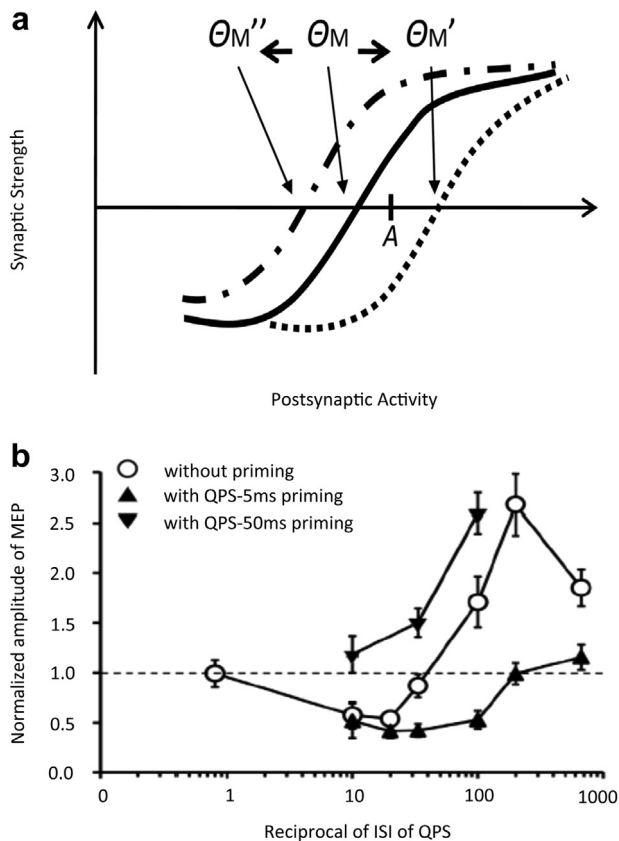 a
ΘM'' ΘM ΘM'
Synaptic Strength
A
Postsynaptic Activity
b
Normalized amplitude of MEP
3.0
2.5
2.0
1.5
1.0
0.5
0.0
without priming
with QPS-5ms priming
with QPS-50ms priming
0 1 10 100 1000
Reciprocal of ISI of QPS